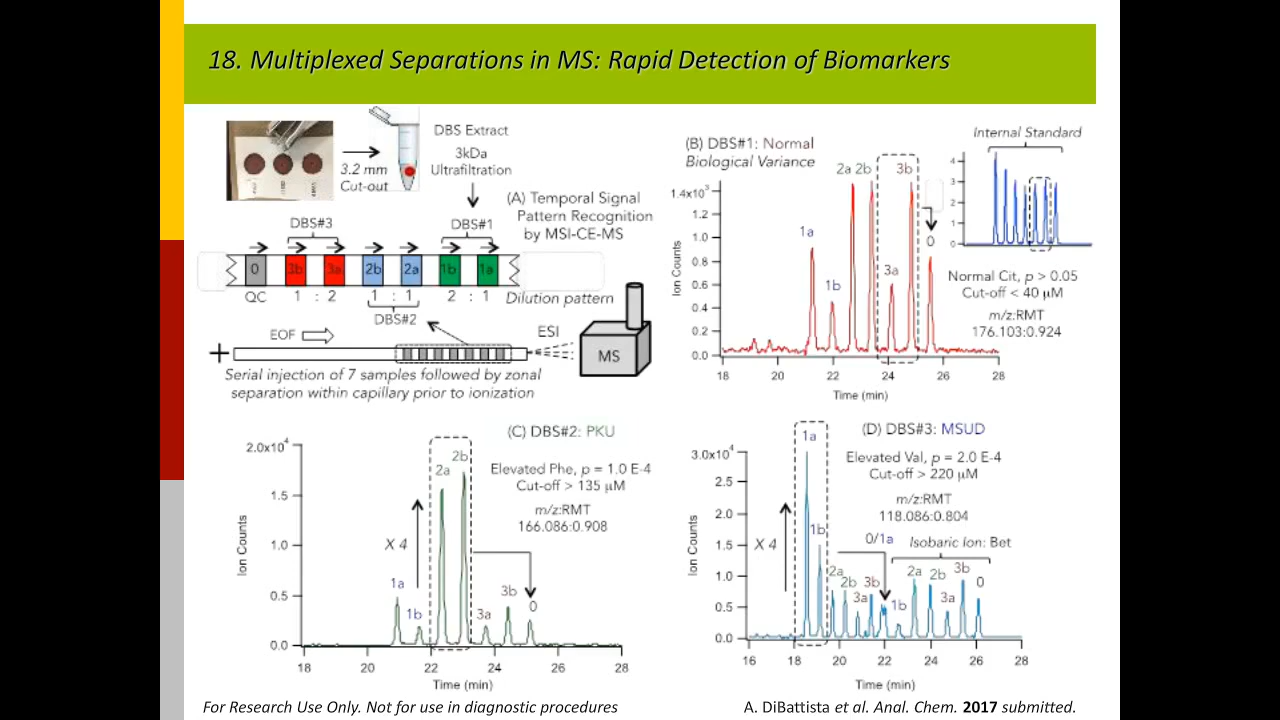 18. Multiplexed Separations in MS: Rapid Detection of Biomarkers
3.2 mm
Cut-out
DBS Extract
3kDa
Ultrafiltration
(A) Temporal Signal
Pattern Recognition
by MSI-CE-MS
DBS#3
DBS#1
0 3b 3a 2b 2a 1b 1a
QC 1 : 2 1 : 1 2 : 1 Dilution pattern
DBS#2
EOF
ESI
+
MS
Serial injection of 7 samples followed by zonal
separation within capillary prior to ionization
(B) DBS#1: Normal
Biological Variance
Internal Standard
4
3
2
1
0
1.4x10³
1.2
1.0
0.8
0.6
0.4
0.2
0.0
Ion Counts
1a
1b
2a 2b
3a
3b
0
Normal Cit, p > 0.05
Cut-off < 40 μM
m/z:RMT
176.103:0.924
18 20 22 24 26 28
Time (min)
(C) DBS#2: PKU
2.0x10⁴
1.5
1.0
0.5
0.0
Ion Counts
X 4
1a
1b
2a
2b
3a
3b
0
Elevated Phe, p = 1.0 E-4
Cut-off > 135 μM
m/z:RMT
166.086:0.908
18 20 22 24 26 28
Time (min)
(D) DBS#3: MSUD
3.0x10⁴
2.5
2.0
1.5
1.0
0.5
0.0
Ion Counts
X 4
1a
1b
2a
2b
3a
3b
0/1a
1b
Elevated Val, p = 2.0 E-4
Cut-off > 220 μM
m/z:RMT
118.086:0.804
Isobaric Ion: Bet
2a
2b
3a
3b
0
16 18 20 22 24 26 28
Time (min)
For Research Use Only. Not for use in diagnostic procedures
A. DiBattista et al. Anal. Chem. 2017 submitted.